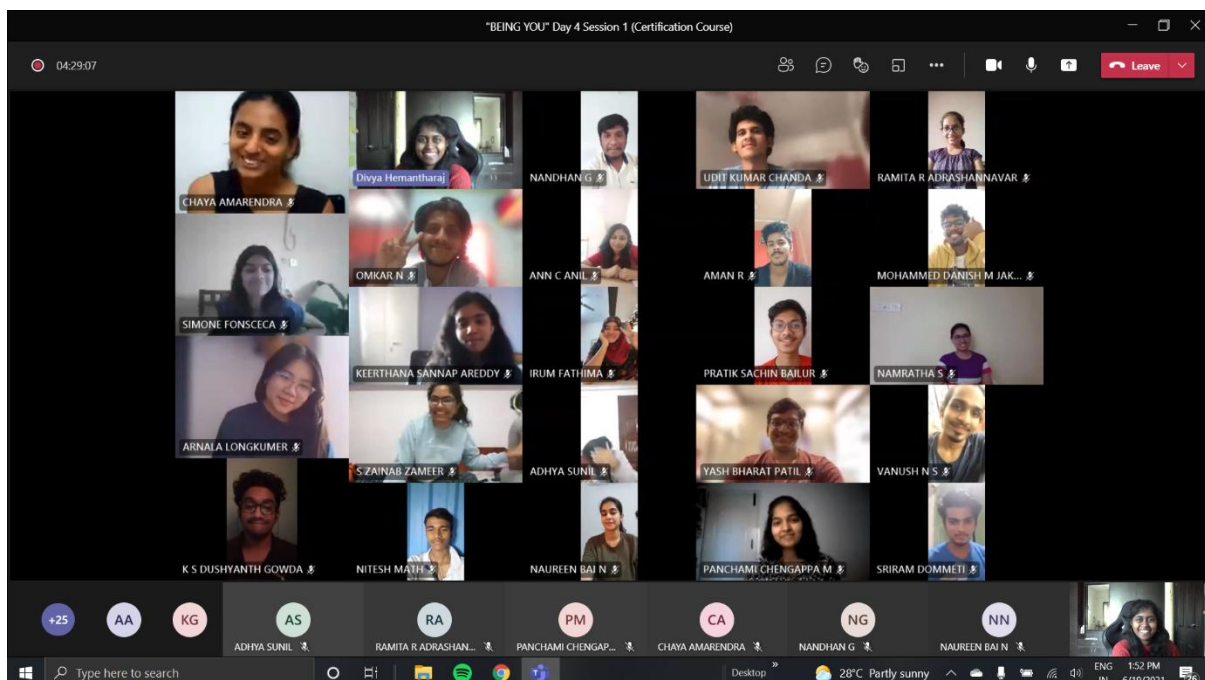 "BEING YOU" Day 4 Session 1 (Certification Course)
04:29:07
Leave
CHAYA AMARENDRA
Divya Hemantharaj
NANDHAN G
UDIT KUMAR CHANDA
RAMITA R ADRASHANNAVAR
OMKAR N
ANN C ANIL
AMAN R
MOHAMMED DANISH M JAK...
SIMONE FONSCECA
KEERTHANA SANNAP AREDDY
IRUM FATHIMA
PRATIK SACHIN BAILUR
NAMRATHA S
ARNALA LONGKUMER
S ZAINAB ZAMEER
ADHYA SUNIL
YASH BHARAT PATIL
VANUSH N S
K S DUSHYANTH GOWDA
NITESH MATH
NAUREEN BAI N
PANCHAMI CHENGAPPA M
SRIRAM DOMMETI
+25
AA
KG
AS
RA
PM
CA
NG
NN
ADHYA SUNIL
RAMITA R ADRASHAN...
PANCHAMI CHENGAP...
CHAYA AMARENDRA
NANDHAN G
NAUREEN BAI N
Type here to search
Desktop
28°C Partly sunny
ENG
IN
1:52 PM
6/19/2021